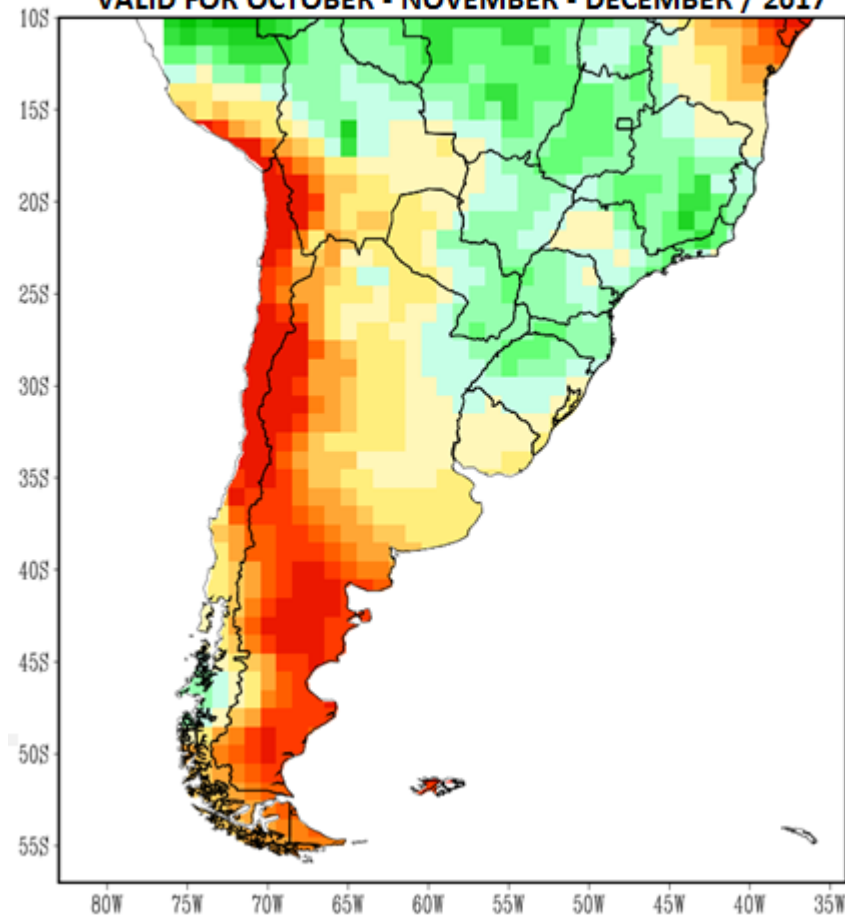 VALID FOR OCTOBER - NOVEMBER - DECEMBER / 2017
10S
15S
20S
25S
30S
35S
40S
45S
50S
55S
80W 75W 70W 65W 60W 55W 50W 45W 40W 35W